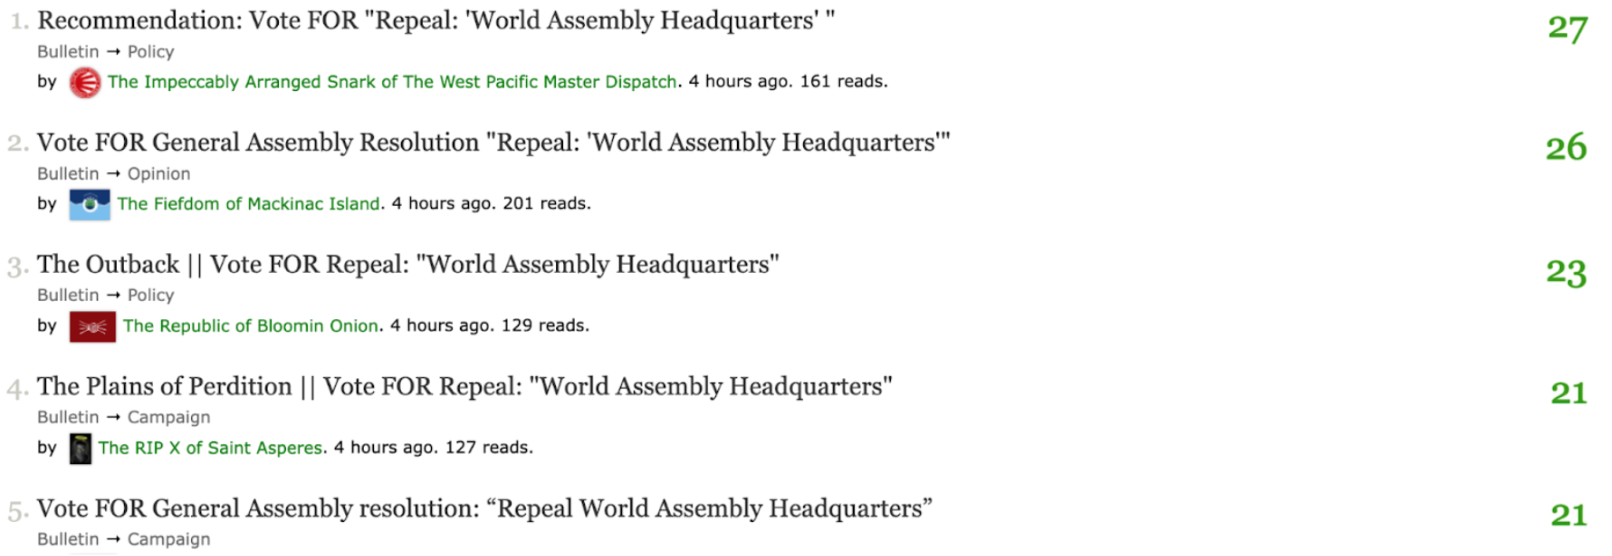 1. Recommendation: Vote FOR "Repeal: 'World Assembly Headquarters' " 27
Bulletin → Policy
by The Impeccably Arranged Snark of The West Pacific Master Dispatch. 4 hours ago. 161 reads.
2. Vote FOR General Assembly Resolution "Repeal: 'World Assembly Headquarters'" 26
Bulletin → Opinion
by The Fiefdom of Mackinac Island. 4 hours ago. 201 reads.
3. The Outback || Vote FOR Repeal: "World Assembly Headquarters" 23
Bulletin → Policy
by The Republic of Bloomin Onion. 4 hours ago. 129 reads.
4. The Plains of Perdition || Vote FOR Repeal: "World Assembly Headquarters" 21
Bulletin → Campaign
by The RIP X of Saint Asperes. 4 hours ago. 127 reads.
5. Vote FOR General Assembly resolution: “Repeal World Assembly Headquarters” 21
Bulletin → Campaign